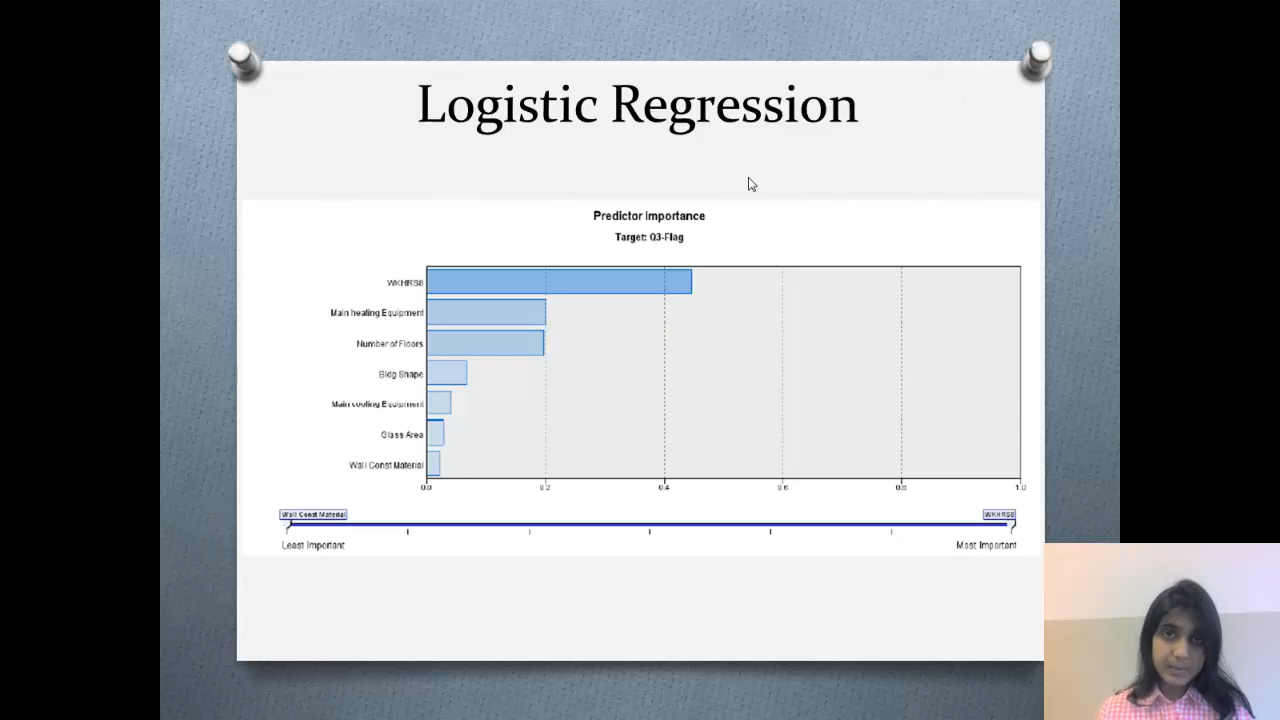 Logistic Regression
Predictor Importance
Target: Q3-Flag
WKHRS8
Main heating Equipment
Number of Floors
Bldg Shape
Main cooling Equipment
Glass Area
Wall Const Material
0.0 0.2 0.4 0.6 0.8 1.0
Wall Const Material WKHRS8
Least Important Most Important